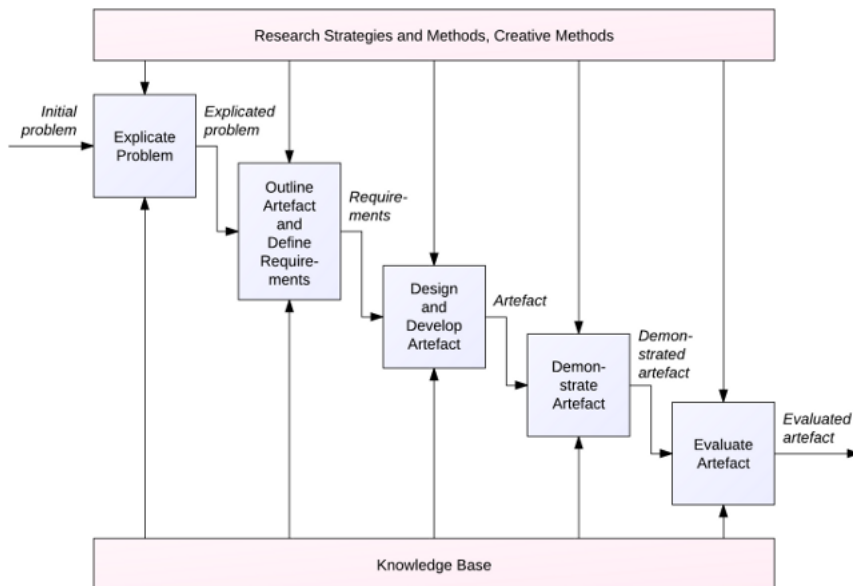 Research Strategies and Methods, Creative Methods
Initial
problem
Explicate
Problem
Explicated
problem
Outline
Artefact
and
Define
Require-
ments
Require-
ments
Design
and
Develop
Artefact
Artefact
Demon-
strate
Artefact
Demon-
strated
artefact
Evaluate
Artefact
Evaluated
artefact
Knowledge Base